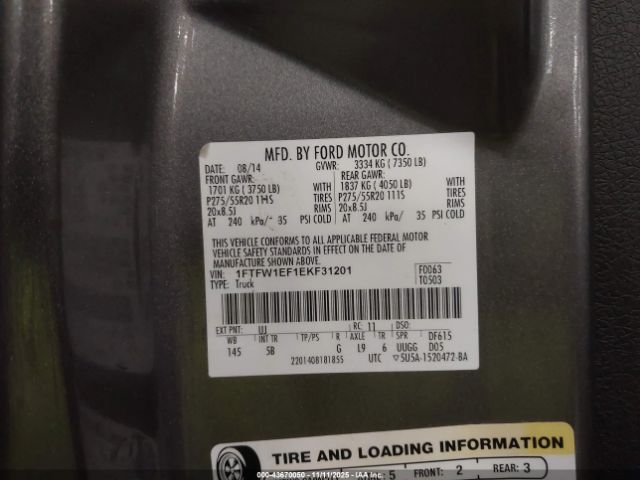 MFD. BY FORD MOTOR CO.
DATE: 08/14 GVWR: 3334 KG (7350 LB)
FRONT GAWR: REAR GAWR:
1701 KG (3750 LB) WITH 1837 KG (4050 LB) WITH
P275/55R20 111S TIRES P275/55R20 111S TIRES
20x8.5J RIMS 20x8.5J RIMS
AT 240 kPa/ 35 PSI COLD AT 240 kPa/ 35 PSI COLD
THIS VEHICLE CONFORMS TO ALL APPLICABLE FEDERAL MOTOR
VEHICLE SAFETY STANDARDS IN EFFECT ON THE DATE OF
MANUFACTURE SHOWN ABOVE.
VIN: 1FTFW1EF1EKF31201 F0063
TYPE: Truck T0503
EXT PNT: UJ RC: 11 DSO:
WB INT TR TP/PS R AXLE TR SPR DF615
145 5B G L9 6 UUGG D05
2201408181855 UTC ▽5U5A-1520472-BA
TIRE AND LOADING INFORMATION
5 FRONT: 2 REAR: 3
000-43670050 - 11/11/2025 - IAA, Inc.